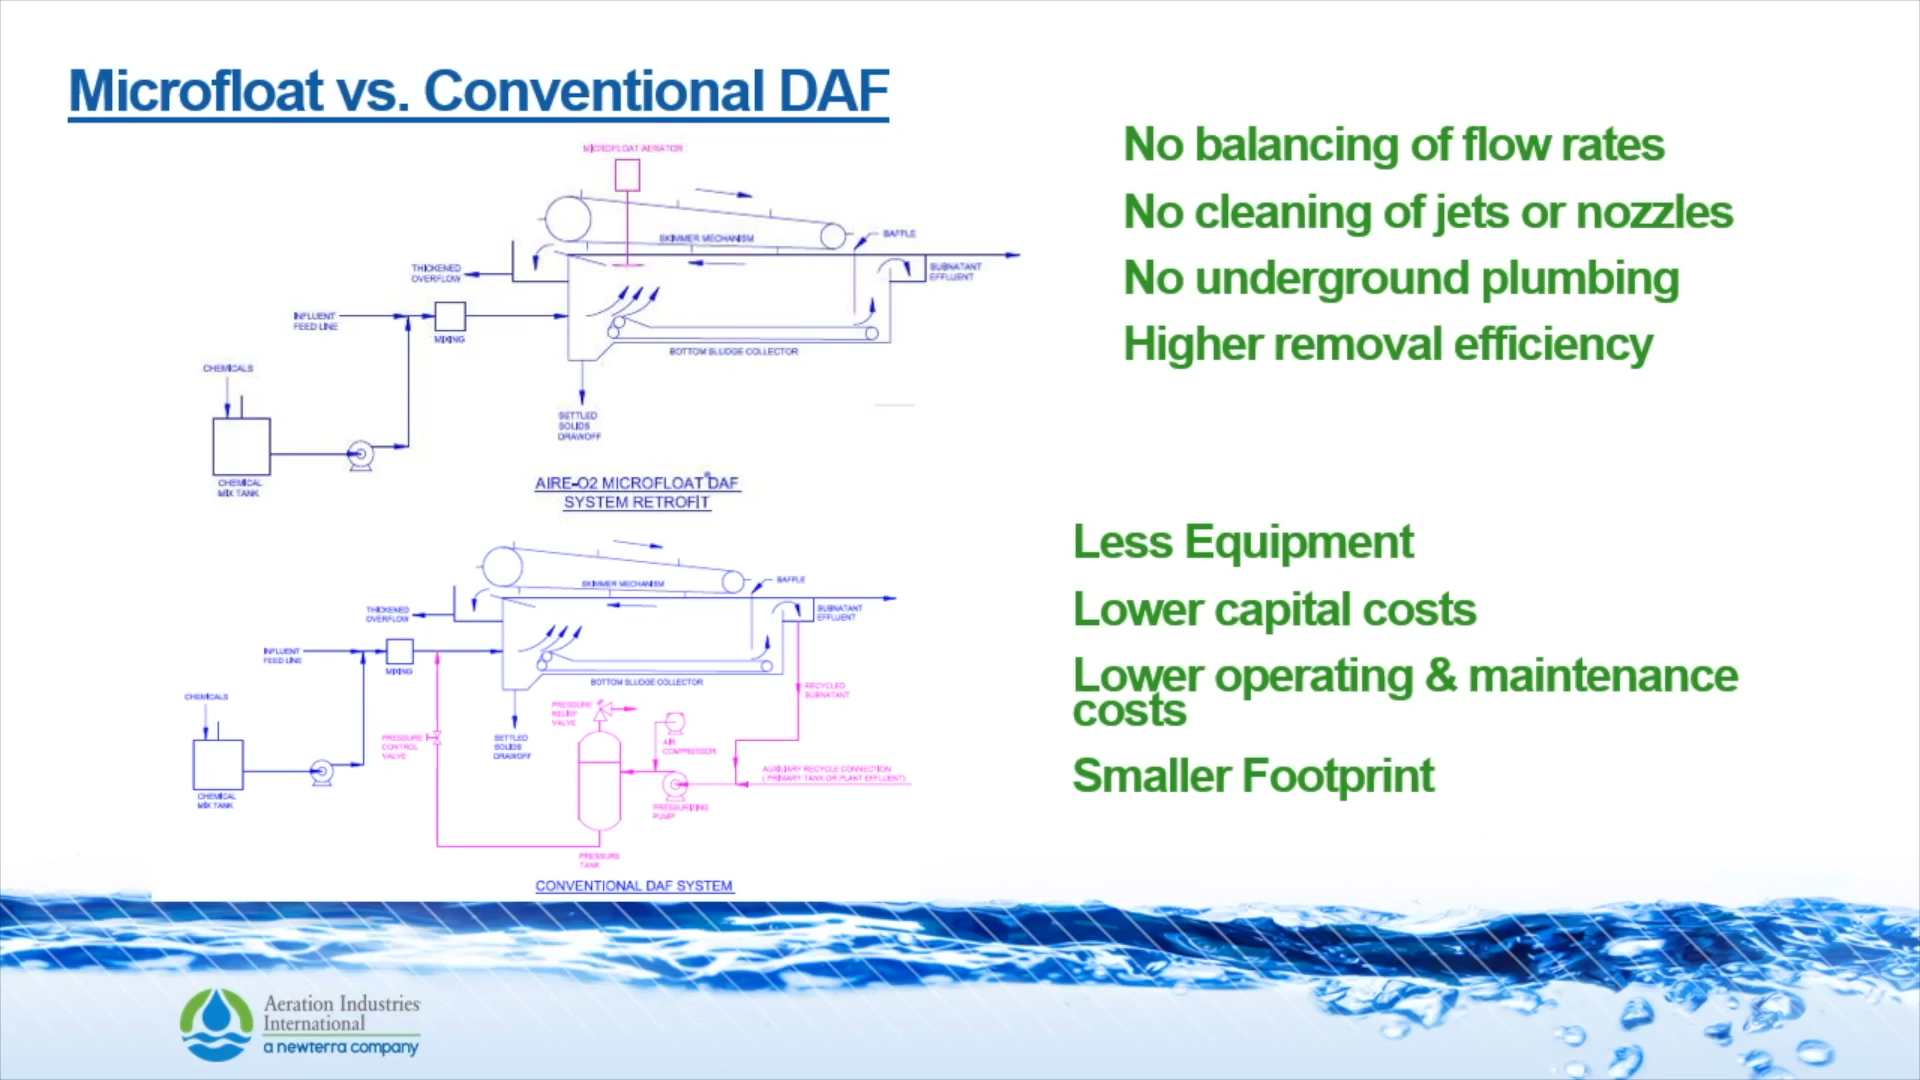 Microfloat vs. Conventional DAF
No balancing of flow rates
No cleaning of jets or nozzles
No underground plumbing
Higher removal efficiency
MICROFLOAT AERATOR
SKIMMER MECHANISM
BAFFLE
THICKENED
OVERFLOW
SUBNATANT
EFFLUENT
INFLUENT
FEED LINE
MIXING
BOTTOM SLUDGE COLLECTOR
CHEMICALS
SETTLED
SOLIDS
DRAWOFF
CHEMICAL
MIX TANK
AIRE-O2 MICROFLOAT® DAF
SYSTEM RETROFIT
Less Equipment
Lower capital costs
Lower operating & maintenance
costs
Smaller Footprint
SKIMMER MECHANISM
BAFFLE
THICKENED
OVERFLOW
SUBNATANT
EFFLUENT
INFLUENT
FEED LINE
MIXING
BOTTOM SLUDGE COLLECTOR
RECYCLED
SUBNATANT
CHEMICALS
PRESSURE
RELIEF
VALVE
PRESSURE
CONTROL
VALVE
SETTLED
SOLIDS
DRAWOFF
AIR
COMPRESSOR
AUXILIARY RECYCLE CONNECTION
( PRIMARY TANK OR PLANT EFFLUENT)
CHEMICAL
MIX TANK
PRESSURIZING
PUMP
PRESSURE
TANK
CONVENTIONAL DAF SYSTEM
Aeration Industries
International
a newterra company